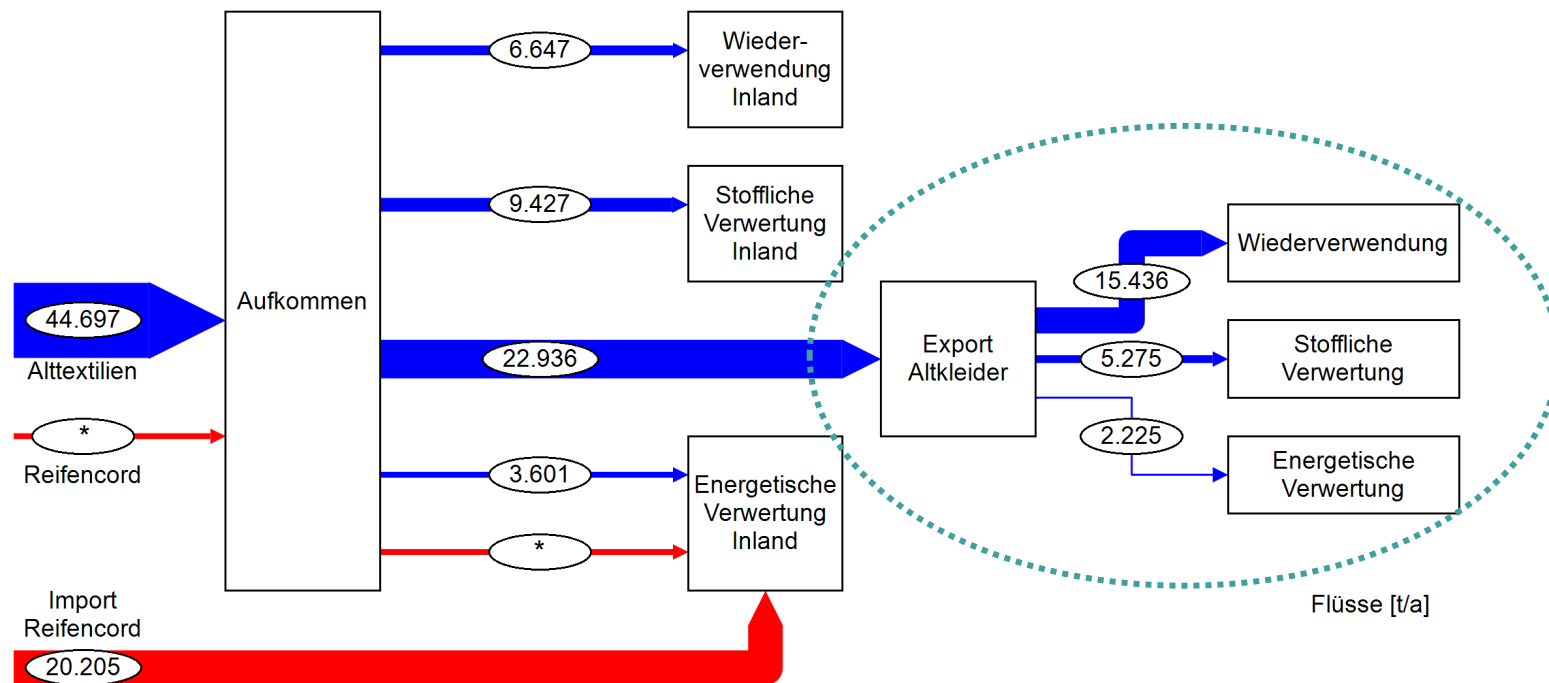 6.647
Wieder-
verwendung
Inland
9.427
Stoffliche
Verwertung
Inland
Aufkommen
44.697
Alttextilien
22.936
Export
Altkleider
15.436
Wiederverwendung
5.275
Stoffliche
Verwertung
2.225
Energetische
Verwertung
*
Reifencord
3.601
*
Energetische
Verwertung
Inland
Import
Reifencord
20.205
Flüsse [t/a]